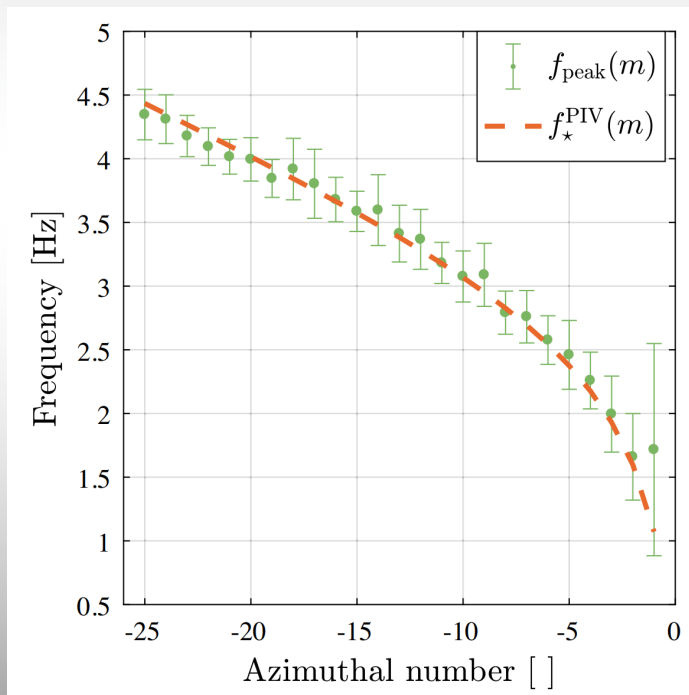 f_peak(m)
f_⋆^PIV(m)
5
4.5
4
3.5
3
2.5
2
1.5
1
0.5
Frequency [Hz]
-25 -20 -15 -10 -5 0
Azimuthal number [ ]